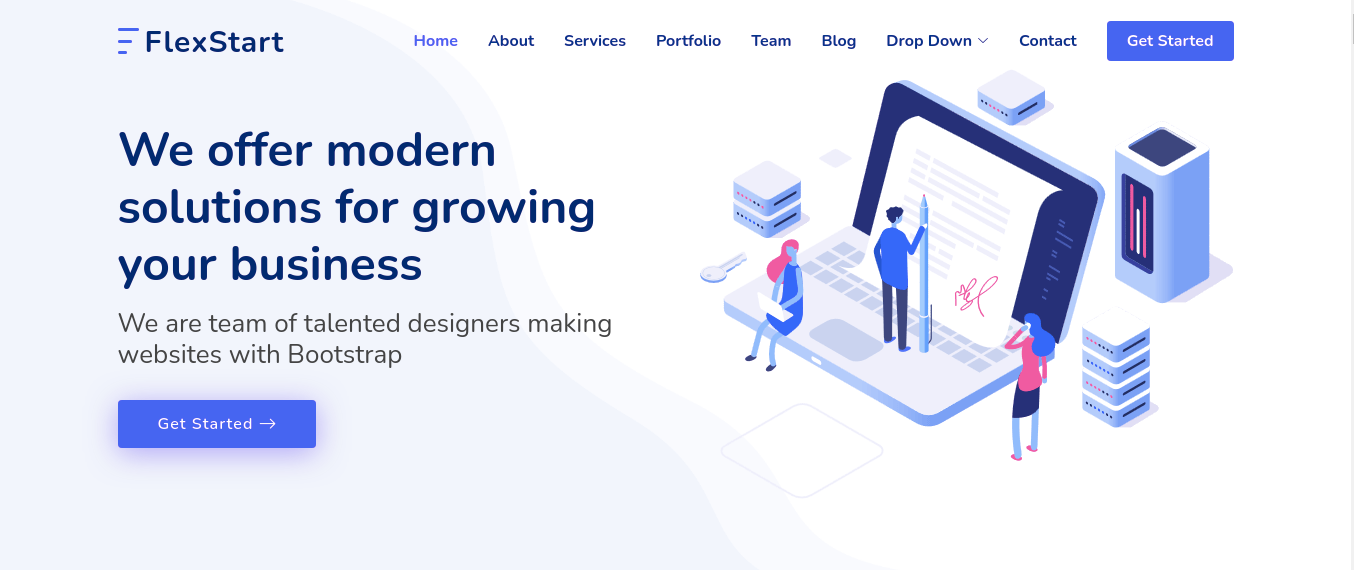 FlexStart
Home About Services Portfolio Team Blog Drop Down Contact Get Started
We offer modern
solutions for growing
your business
We are team of talented designers making
websites with Bootstrap
Get Started